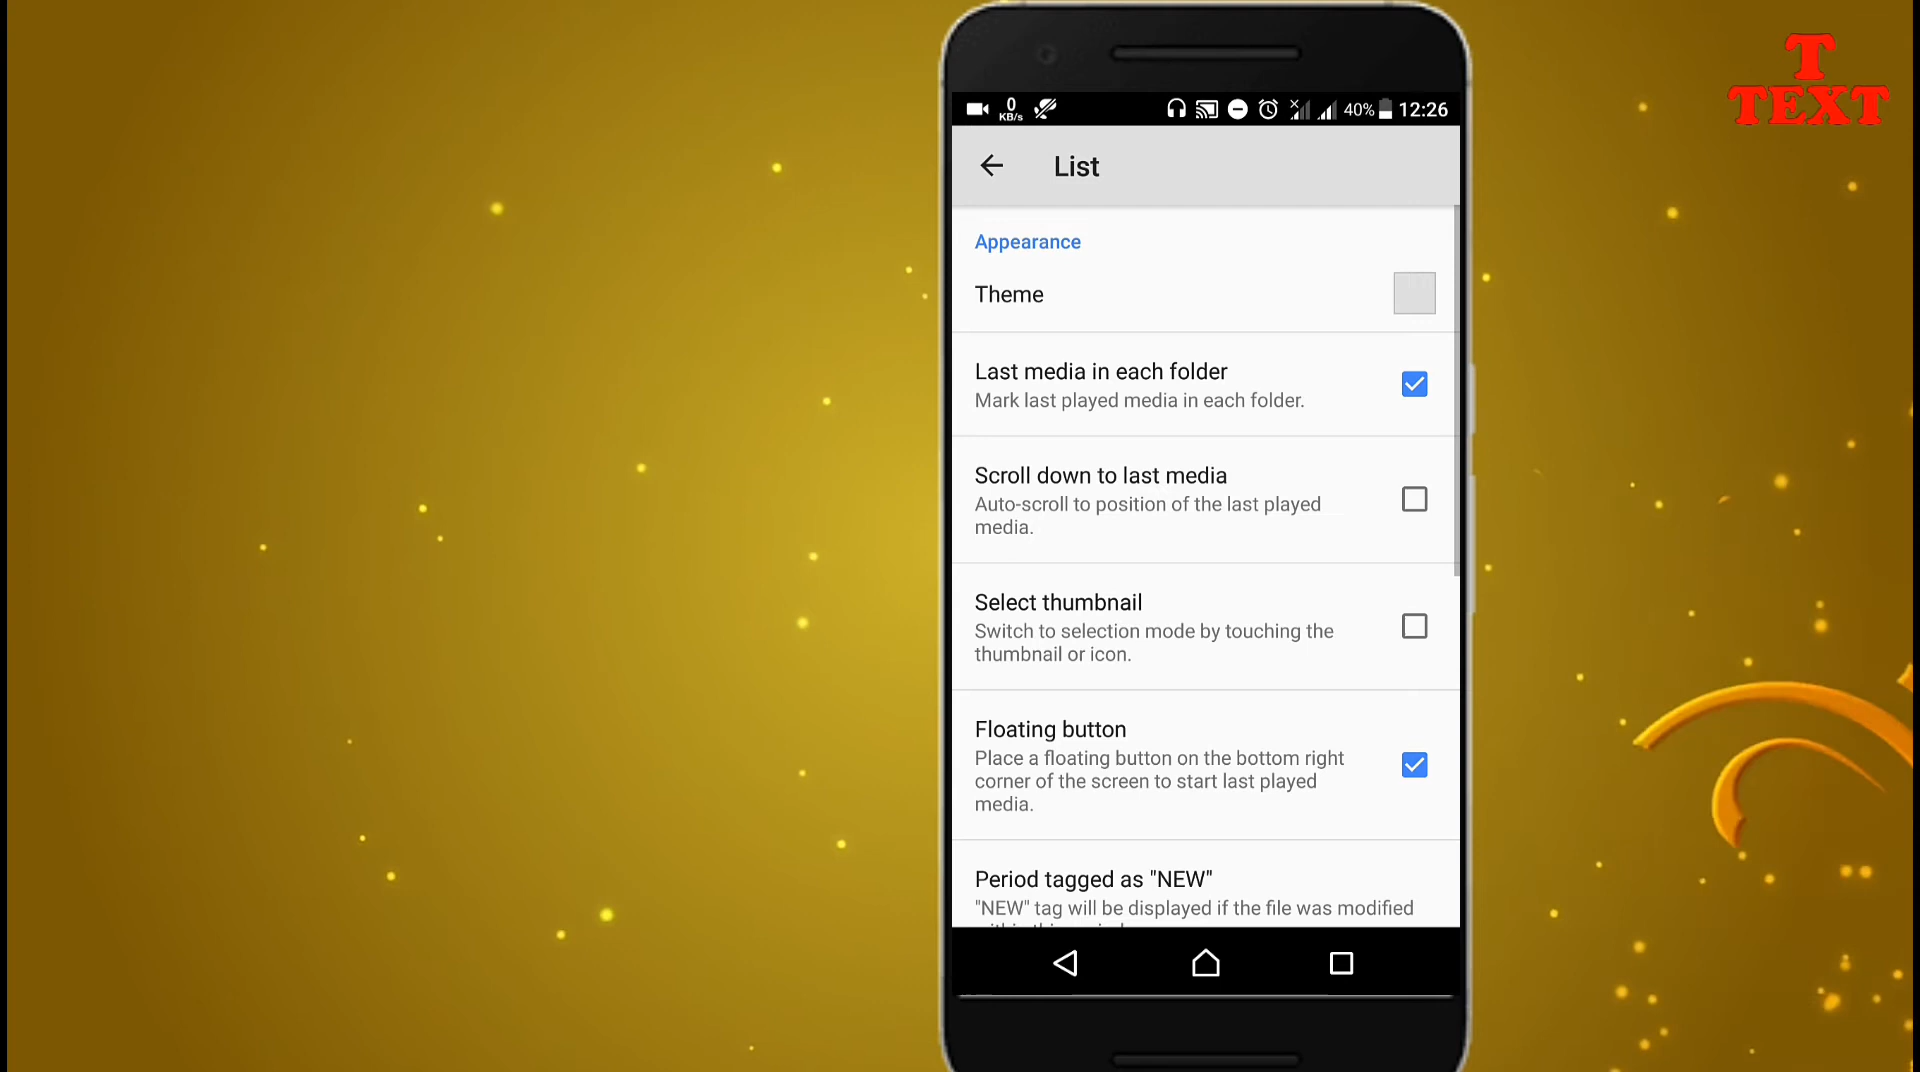 T
TEXT
0
KB/s
40%
12:26
List
Appearance
Theme
Last media in each folder
Mark last played media in each folder.
Scroll down to last media
Auto-scroll to position of the last played
media.
Select thumbnail
Switch to selection mode by touching the
thumbnail or icon.
Floating button
Place a floating button on the bottom right
corner of the screen to start last played
media.
Period tagged as "NEW"
"NEW" tag will be displayed if the file was modified